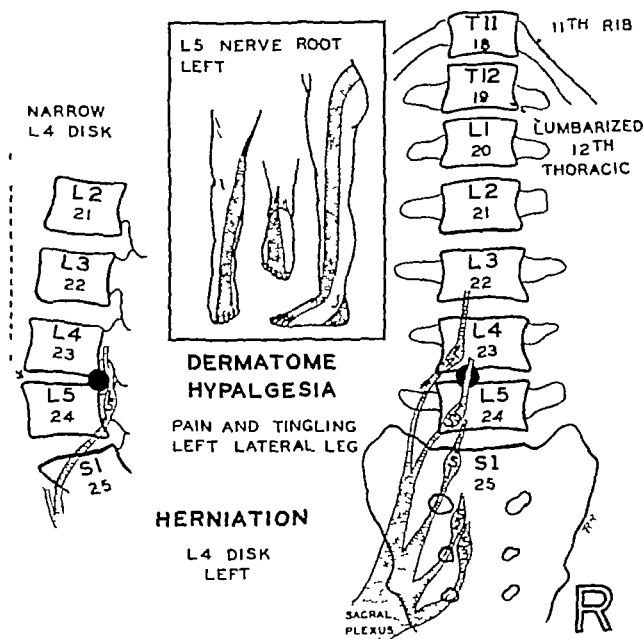 L5 NERVE ROOT
LEFT
NARROW
L4 DISK
L2
21
L3
22
L4
23
L5
24
S1
25
DERMATOME
HYPALGESIA
PAIN AND TINGLING
LEFT LATERAL LEG
HERNIATION
L4 DISK
LEFT
T11
18
11TH RIB
T12
19
LUMBARIZED
12TH
THORACIC
L1
20
L2
21
L3
22
L4
23
L5
24
S
S1
25
SACRAL
PLEXUS
R